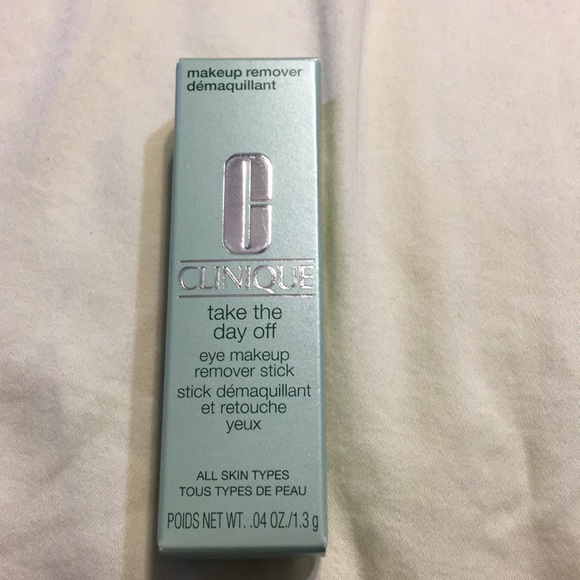 makeup remover
démaquillant
C
CLINIQUE
take the
day off
eye makeup
remover stick
stick démaquillant
et retouche
yeux
ALL SKIN TYPES
TOUS TYPES DE PEAU
POIDS NET WT. .04 OZ./1.3 g